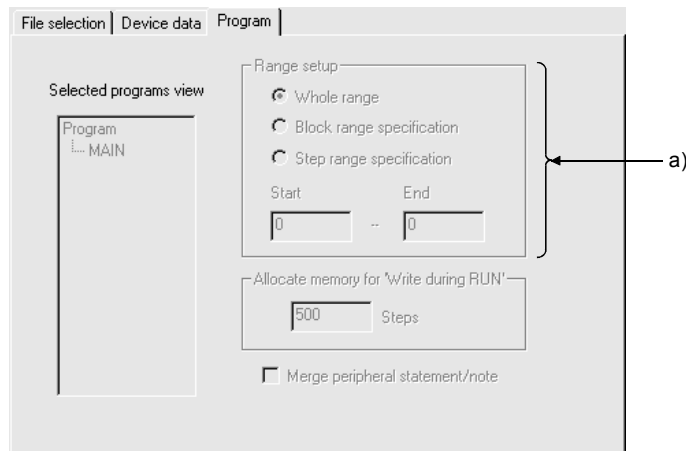 File selection Device data Program
Selected programs view
Program
MAIN
Range setup
Whole range
Block range specification
Step range specification
Start End
0 -- 0
Allocate memory for 'Write during RUN'
500 Steps
Merge peripheral statement/note
a)